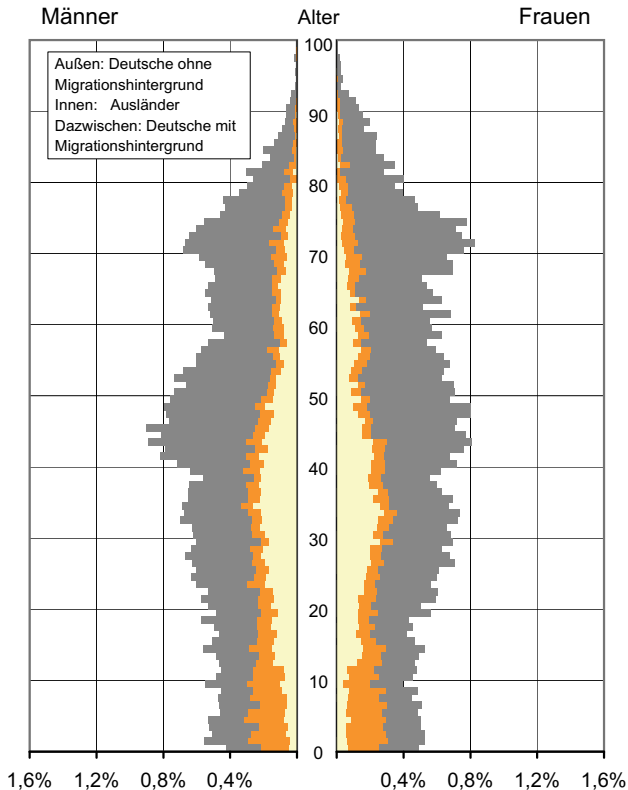 Männer Alter Frauen
100
Außen: Deutsche ohne
Migrationshintergrund
Innen: Ausländer
Dazwischen: Deutsche mit
Migrationshintergrund
90
80
70
60
50
40
30
20
10
0
1,6% 1,2% 0,8% 0,4% 0,4% 0,8% 1,2% 1,6%